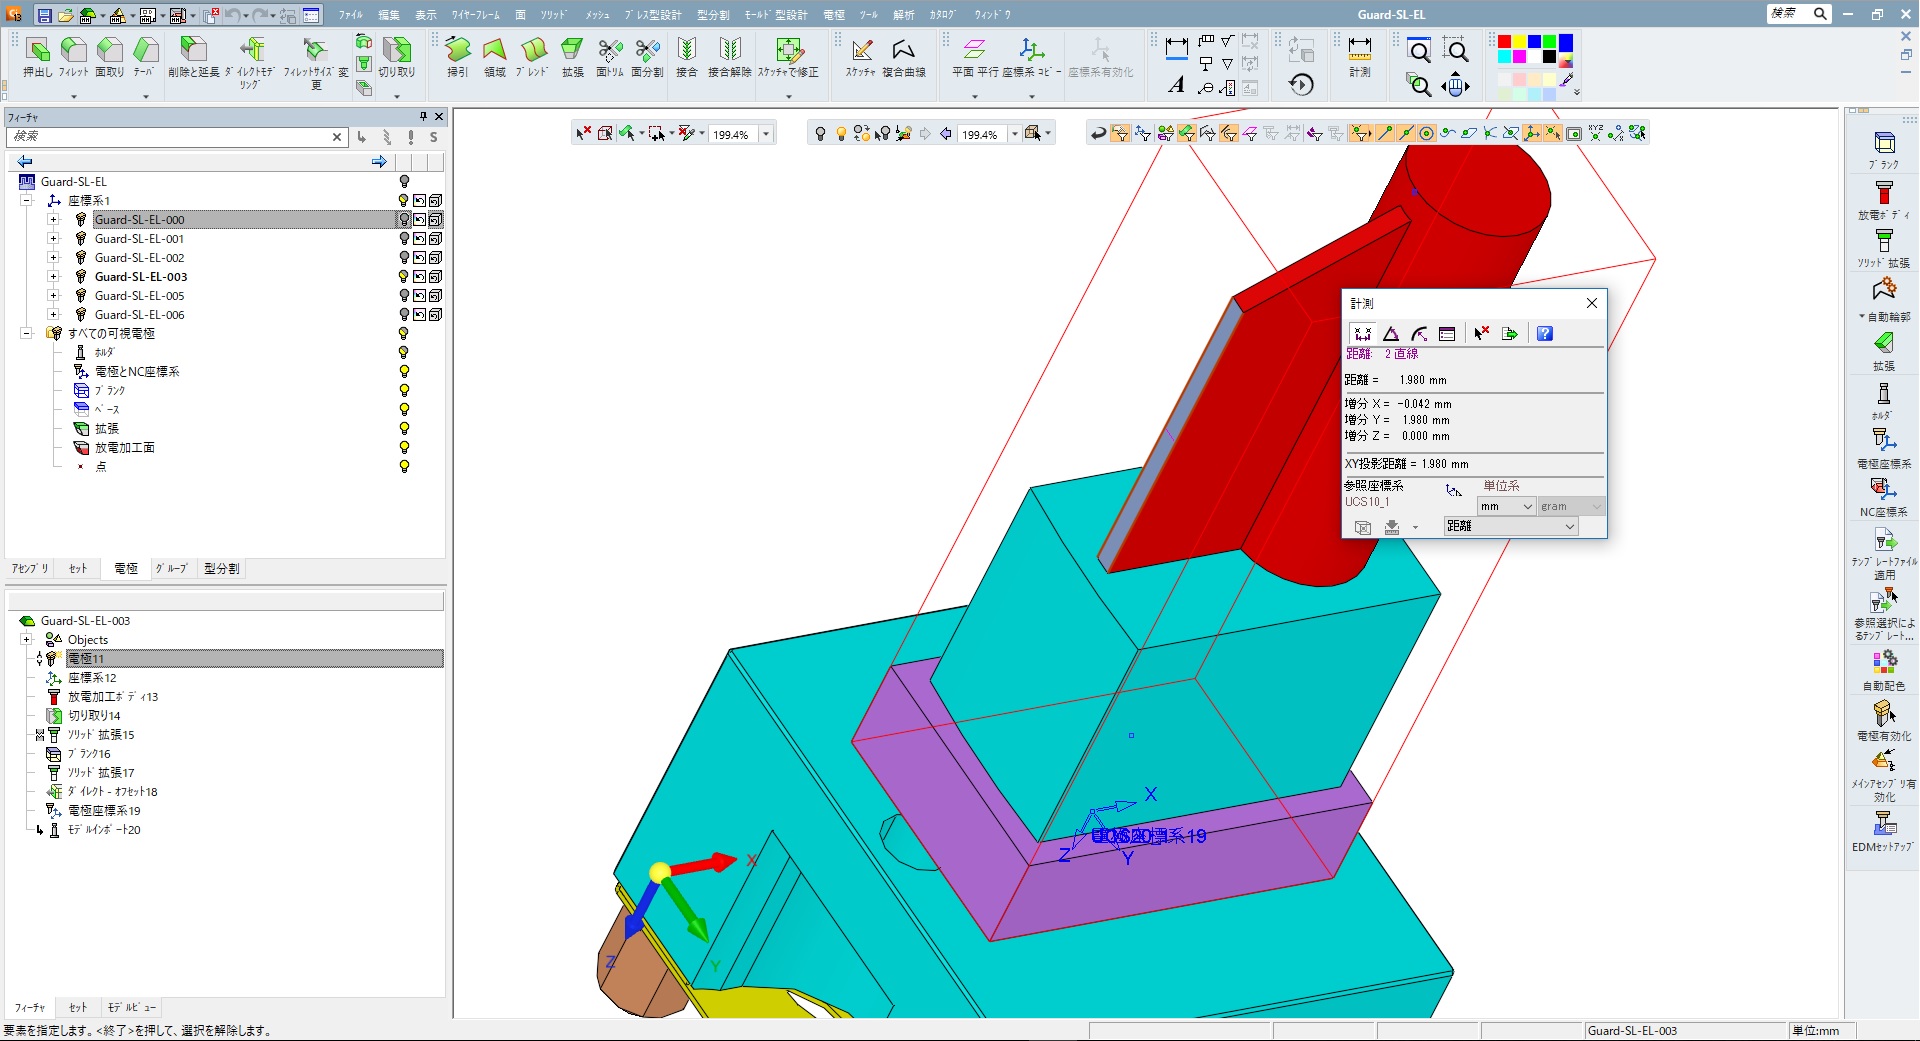 ファイル 編集 表示 ワイヤーフレーム 面 ソリッド メッシュ プレス型設計 型分割 モールド型設計 電極 ツール 解析 カタログ ウィンドウ
Guard-SL-EL
検索
押出し フィレット 面取り テーパ 削除と延長 ダイレクトモデリング フィレットサイズ変更 切り取り
掃引 領域 ブレンド 拡張 面トリム 面分割 接合 接合解除 スケッチで修正
スケッチ 複合曲線 平面 平行 座標系 コピー 座標系有効化
計測
フィーチャ
検索
S
199.4%
199.4%
XYZ
Guard-SL-EL
座標系1
Guard-SL-EL-000
Guard-SL-EL-001
Guard-SL-EL-002
Guard-SL-EL-003
Guard-SL-EL-005
Guard-SL-EL-006
すべての可視電極
ホルダ
電極とNC座標系
ブランク
ベース
拡張
放電加工面
点
アセンブリ セット 電極 グループ 型分割
Guard-SL-EL-003
Objects
電極11
座標系12
放電加工ボディ13
切り取り14
ソリッド拡張15
ブランク16
ソリッド拡張17
ダイレクト - オフセット18
電極座標系19
モデルインポート20
フィーチャ セット モデルビュー
要素を指定します。<終了>を押して、選択を解除します。
Guard-SL-EL-003
単位:mm
計測
距離: 2 直線
距離 = 1.980 mm
増分 X = -0.042 mm
増分 Y = 1.980 mm
増分 Z = 0.000 mm
XY投影距離 = 1.980 mm
参照座標系
単位系
UCS10_1
mm
gram
距離
X
Y
Z
X
Y
Z
ブランク
放電ボディ
ソリッド拡張
自動輪郭
拡張
ホルダ
電極座標系
NC座標系
テンプレートファイル適用
参照選択によるテンプレート...
自動配色
電極有効化
メインアセンブリ有効化
EDMセットアップ